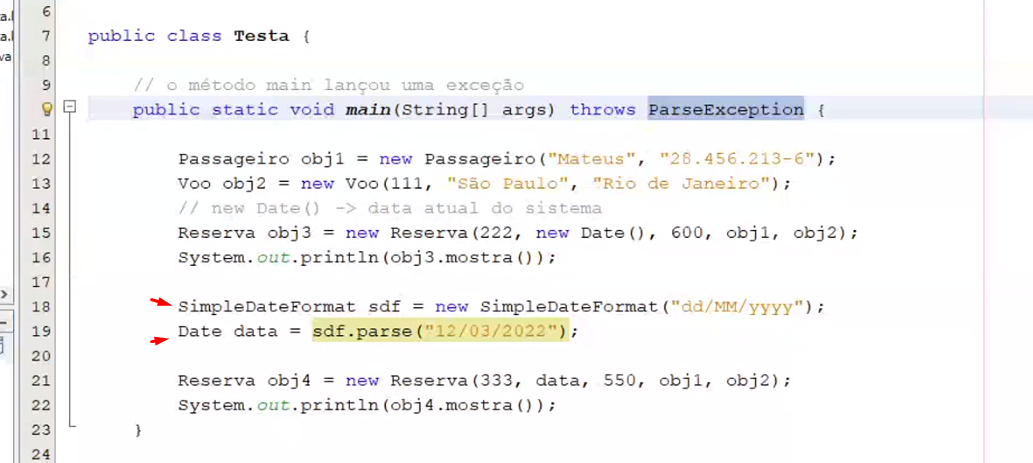 ta.l
6
ta.l
7 public class Testa {
va
8
9 // o método main lançou uma exceção
public static void main(String[] args) throws ParseException {
11
12 Passageiro obj1 = new Passageiro("Mateus", "28.456.213-6");
13 Voo obj2 = new Voo(111, "São Paulo", "Rio de Janeiro");
14 // new Date() -> data atual do sistema
15 Reserva obj3 = new Reserva(222, new Date(), 600, obj1, obj2);
16 System.out.println(obj3.mostra());
17
18 SimpleDateFormat sdf = new SimpleDateFormat("dd/MM/yyyy");
19 Date data = sdf.parse("12/03/2022");
20
21 Reserva obj4 = new Reserva(333, data, 550, obj1, obj2);
22 System.out.println(obj4.mostra());
23 }
24